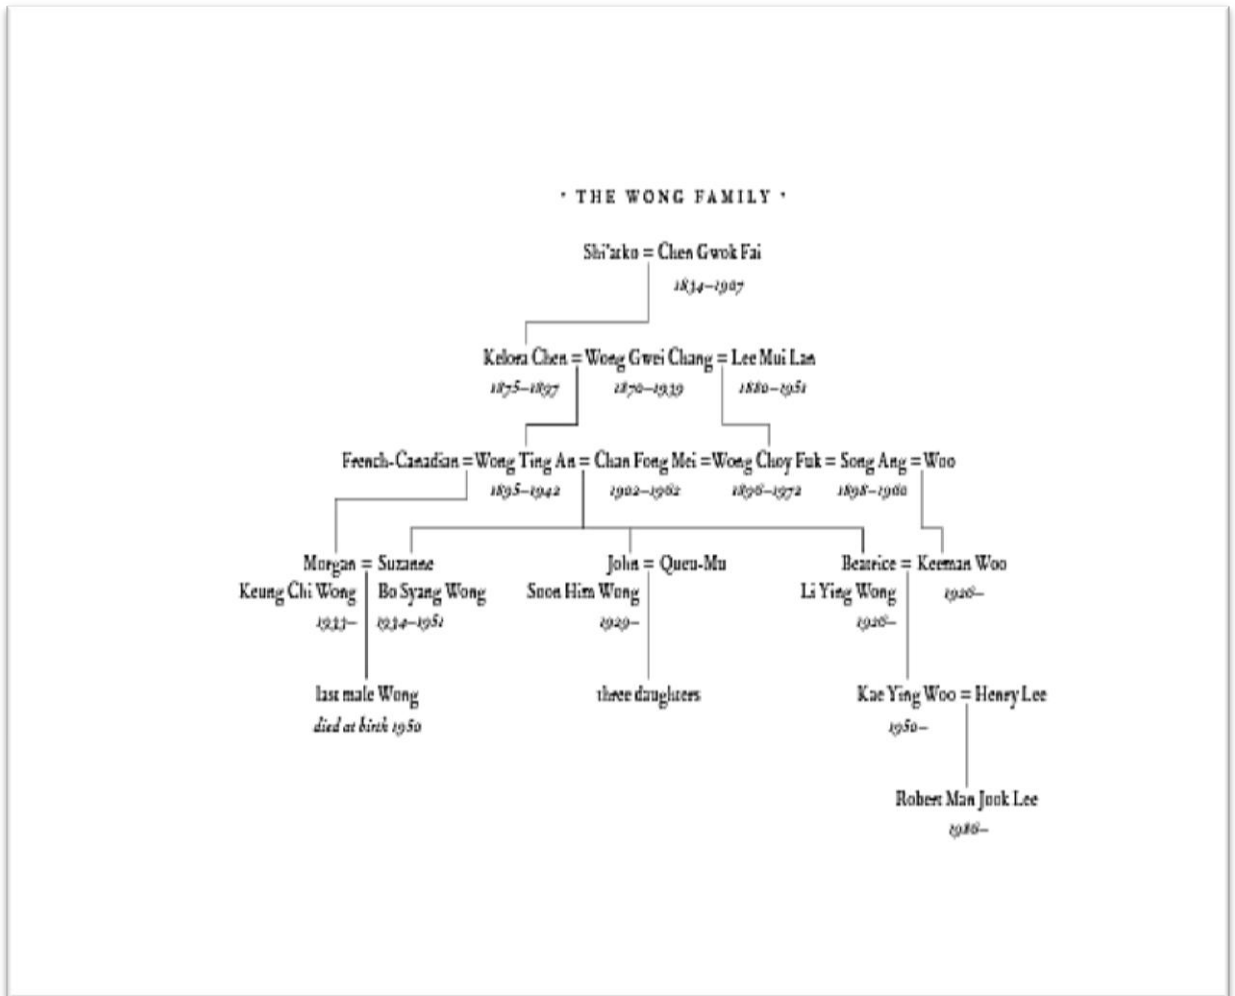 · THE WONG FAMILY ·
Shi'atko = Chen Gwok Fai
1834–1907
Kelora Chen = Wong Gwei Chang = Lee Mui Lan
1875–1897 1870–1939 1880–1951
French-Canadian = Wong Ting An = Chan Fong Mei = Wong Choy Fuk = Song Ang = Woo
1895–1942 1902–1962 1896–1972 1898–1960
Morgan = Suzanne John = Queu-Mu Beatrice = Keeman Woo
Keung Chi Wong Bo Syang Wong Soon Him Wong Li Ying Wong 1926–
1933– 1934–1951 1929– 1926–
last male Wong three daughters Kae Ying Woo = Henry Lee
died at birth 1950 1950–
Robert Man Jook Lee
1986–